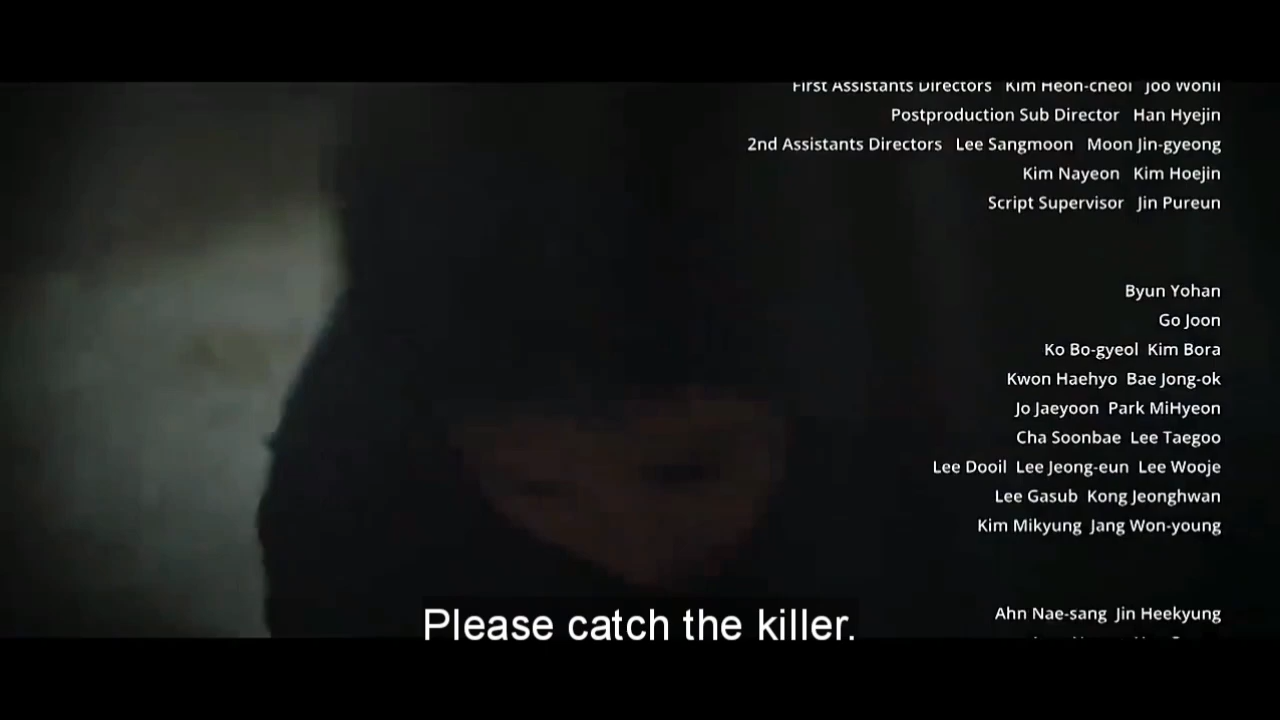 First Assistants Directors Kim Heon-cheol Joo Wonil
Postproduction Sub Director Han Hyejin
2nd Assistants Directors Lee Sangmoon Moon Jin-gyeong
Kim Nayeon Kim Hoejin
Script Supervisor Jin Pureun
Byun Yohan
Go Joon
Ko Bo-gyeol Kim Bora
Kwon Haehyo Bae Jong-ok
Jo Jaeyoon Park MiHyeon
Cha Soonbae Lee Taegoo
Lee Dooil Lee Jeong-eun Lee Wooje
Lee Gasub Kong Jeonghwan
Kim Mikyung Jang Won-young
Ahn Nae-sang Jin Heekyung
Please catch the killer.